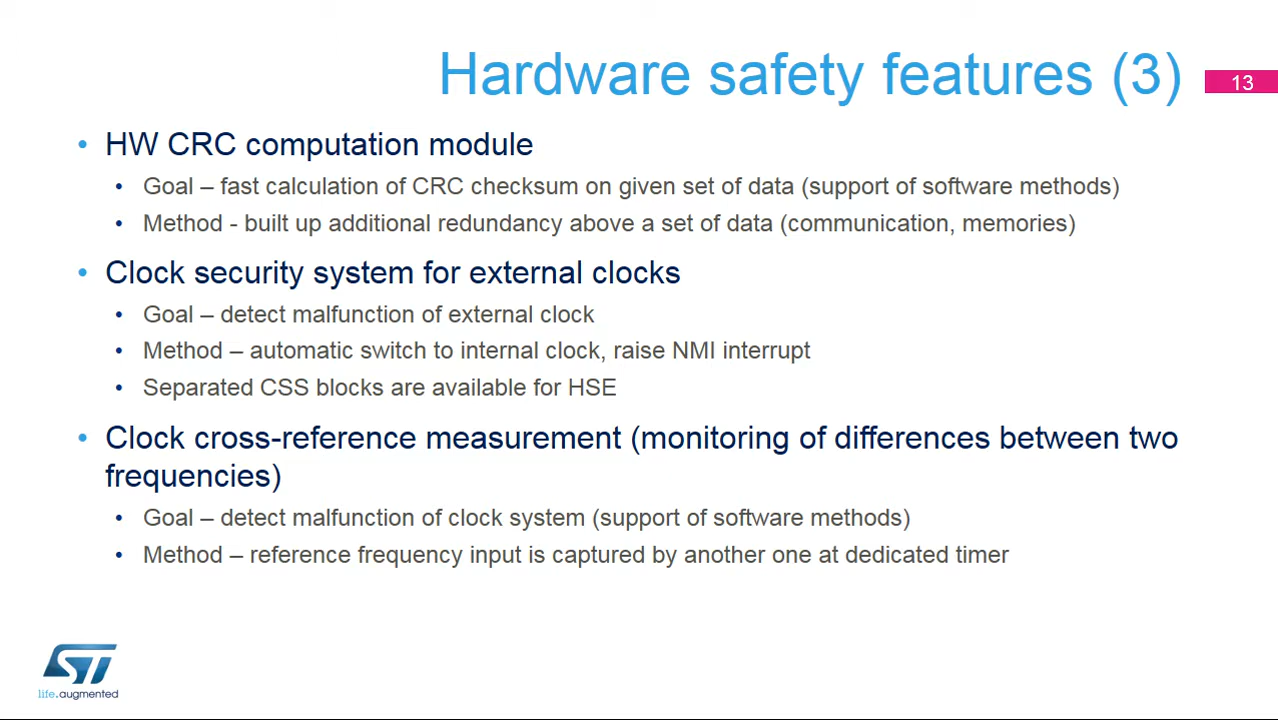 Hardware safety features (3)
13
• HW CRC computation module
• Goal – fast calculation of CRC checksum on given set of data (support of software methods)
• Method - built up additional redundancy above a set of data (communication, memories)
• Clock security system for external clocks
• Goal – detect malfunction of external clock
• Method – automatic switch to internal clock, raise NMI interrupt
• Separated CSS blocks are available for HSE
• Clock cross-reference measurement (monitoring of differences between two
frequencies)
• Goal – detect malfunction of clock system (support of software methods)
• Method – reference frequency input is captured by another one at dedicated timer
ST
life.augmented